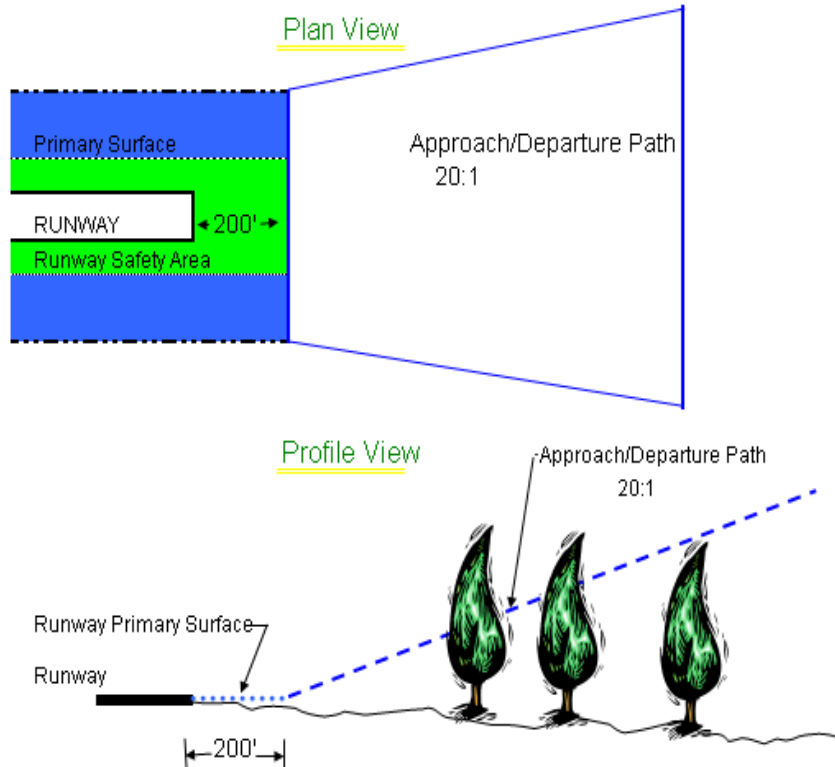 Plan View
Primary Surface
Approach/Departure Path
20:1
RUNWAY
200'
Runway Safety Area
Profile View
Approach/Departure Path
20:1
Runway Primary Surface
Runway
200'